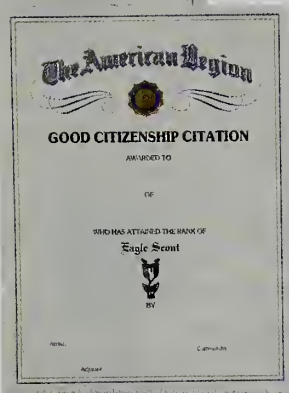 The American Legion
GOOD CITIZENSHIP CITATION
AWARDED TO
OF
WHO HAS ATTAINED THE RANK OF
Eagle Scout
BY
Commander
Adjutant